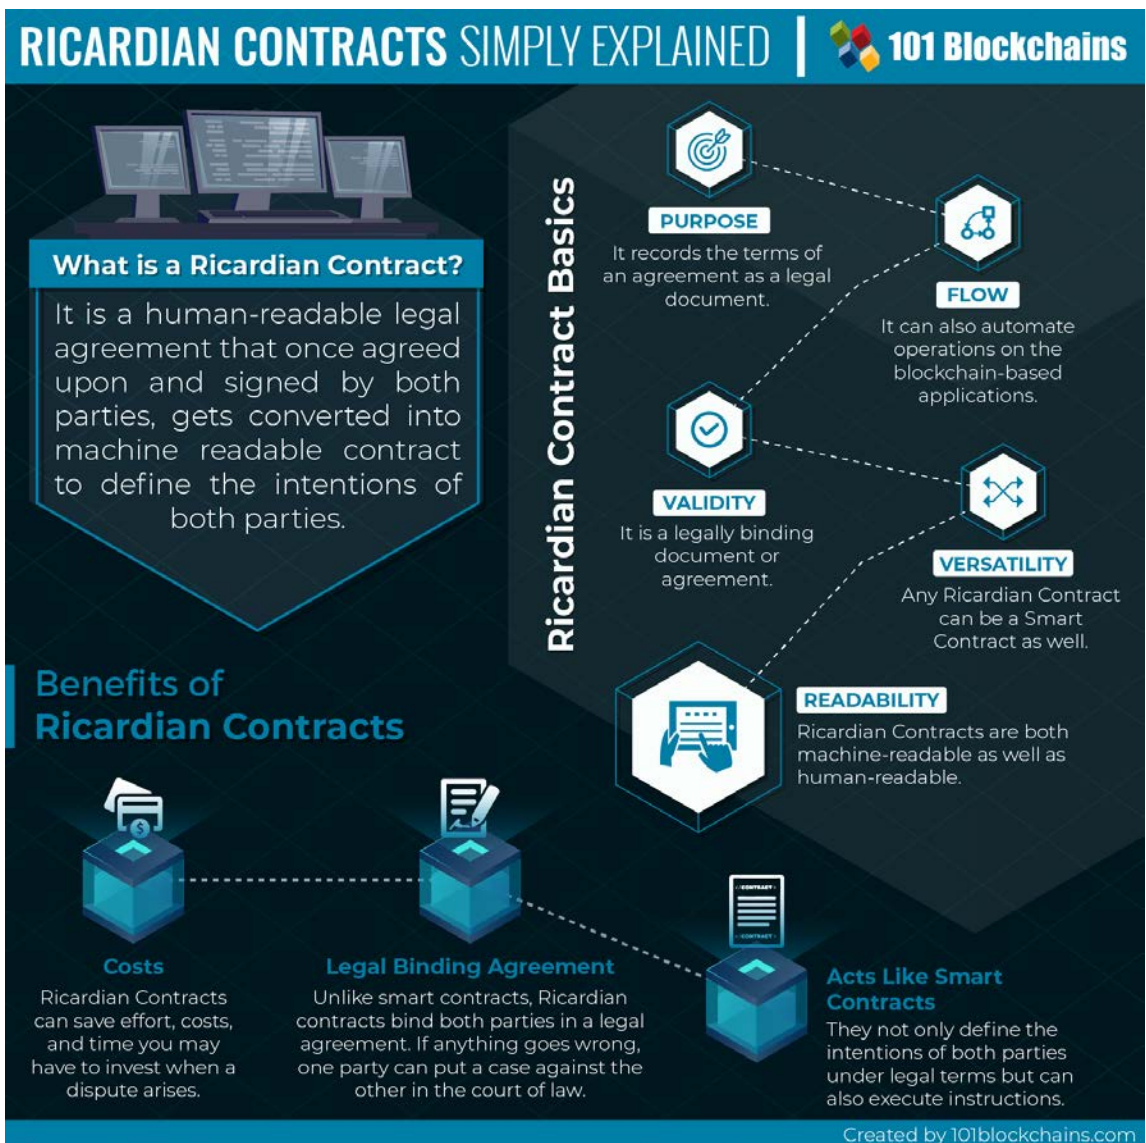 RICARDIAN CONTRACTS SIMPLY EXPLAINED
101 Blockchains
What is a Ricardian Contract?
It is a human-readable legal
agreement that once agreed
upon and signed by both
parties, gets converted into
machine readable contract
to define the intentions of
both parties.
Ricardian Contract Basics
PURPOSE
It records the terms of
an agreement as a legal
document.
FLOW
It can also automate
operations on the
blockchain-based
applications.
VALIDITY
It is a legally binding
document or
agreement.
VERSATILITY
Any Ricardian Contract
can be a Smart
Contract as well.
READABILITY
Ricardian Contracts are both
machine-readable as well as
human-readable.
Benefits of
Ricardian Contracts
$
Costs
Ricardian Contracts
can save effort, costs,
and time you may
have to invest when a
dispute arises.
Legal Binding Agreement
Unlike smart contracts, Ricardian
contracts bind both parties in a legal
agreement. If anything goes wrong,
one party can put a case against the
other in the court of law.
</CONTRACT>
</CONTRACT>
Acts Like Smart
Contracts
They not only define the
intentions of both parties
under legal terms but can
also execute instructions.
Created by 101blockchains.com